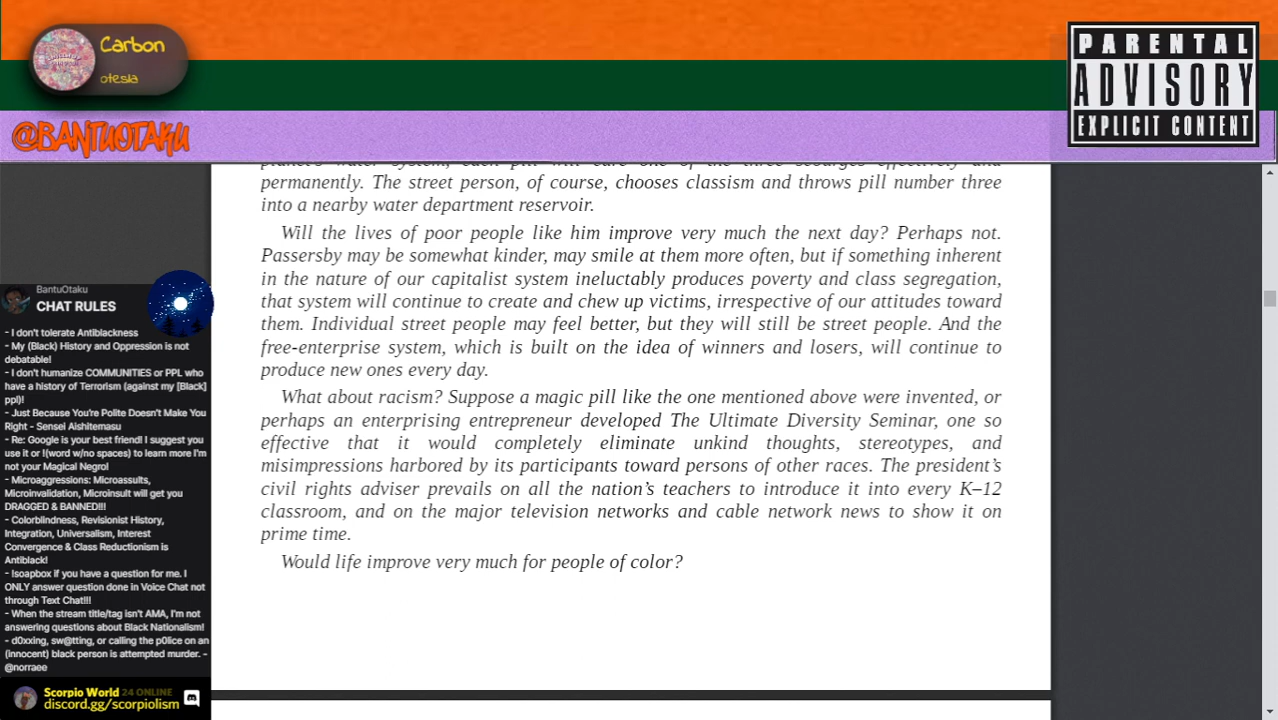 Carbon
otesia
PARENTAL
ADVISORY
EXPLICIT CONTENT
@BANTUOTAKU
planet's water system, each pill will cure one of the three scourges effectively and
permanently. The street person, of course, chooses classism and throws pill number three
into a nearby water department reservoir.
Will the lives of poor people like him improve very much the next day? Perhaps not.
Passersby may be somewhat kinder, may smile at them more often, but if something inherent
in the nature of our capitalist system ineluctably produces poverty and class segregation,
that system will continue to create and chew up victims, irrespective of our attitudes toward
them. Individual street people may feel better, but they will still be street people. And the
free-enterprise system, which is built on the idea of winners and losers, will continue to
produce new ones every day.
What about racism? Suppose a magic pill like the one mentioned above were invented, or
perhaps an enterprising entrepreneur developed The Ultimate Diversity Seminar, one so
effective that it would completely eliminate unkind thoughts, stereotypes, and
misimpressions harbored by its participants toward persons of other races. The president's
civil rights adviser prevails on all the nation's teachers to introduce it into every K–12
classroom, and on the major television networks and cable network news to show it on
prime time.
Would life improve very much for people of color?
BantuOtaku
CHAT RULES
- I don't tolerate Antiblackness
- My (Black) History and Oppression is not
debatable!
- I don't humanize COMMUNITIES or PPL who
have a history of Terrorism (against my [Black]
ppl)!
- Just Because You're Polite Doesn't Make You
Right - Sensei Aishitemasu
- Re: Google is your best friend! I suggest you
use it or !(word w/no spaces) to learn more I'm
not your Magical Negro!
- Microaggressions: Microassults,
Microinvalidation, Microinsult will get you
DRAGGED & BANNED!!!
- Colorblindness, Revisionist History,
Integration, Universalism, Interest
Convergence & Class Reductionism is
Antiblack!
- !soapbox if you have a question for me. I
ONLY answer question done in Voice Chat not
through Text Chat!!!
- When the stream title/tag isn't AMA, I'm not
answering questions about Black Nationalism!
- d0xxing, sw@tting, or calling the p0lice on an
(innocent) black person is attempted murder. -
@norraee
Scorpio World 24 ONLINE
discord.gg/scorpiolism